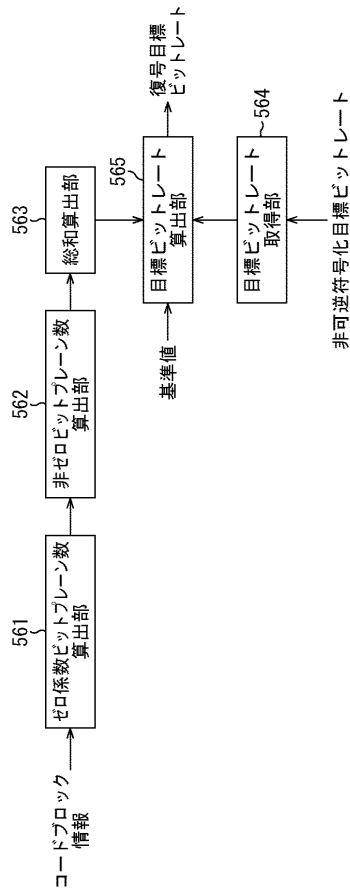 コードブロック
情報
561
ゼロ係数ビットプレーン数
算出部
562
非ゼロビットプレーン数
算出部
563
総和算出部
基準値
565
目標ビットレート
算出部
復号目標
ビットレート
564
目標ビットレート
取得部
非可逆符号化目標ビットレート